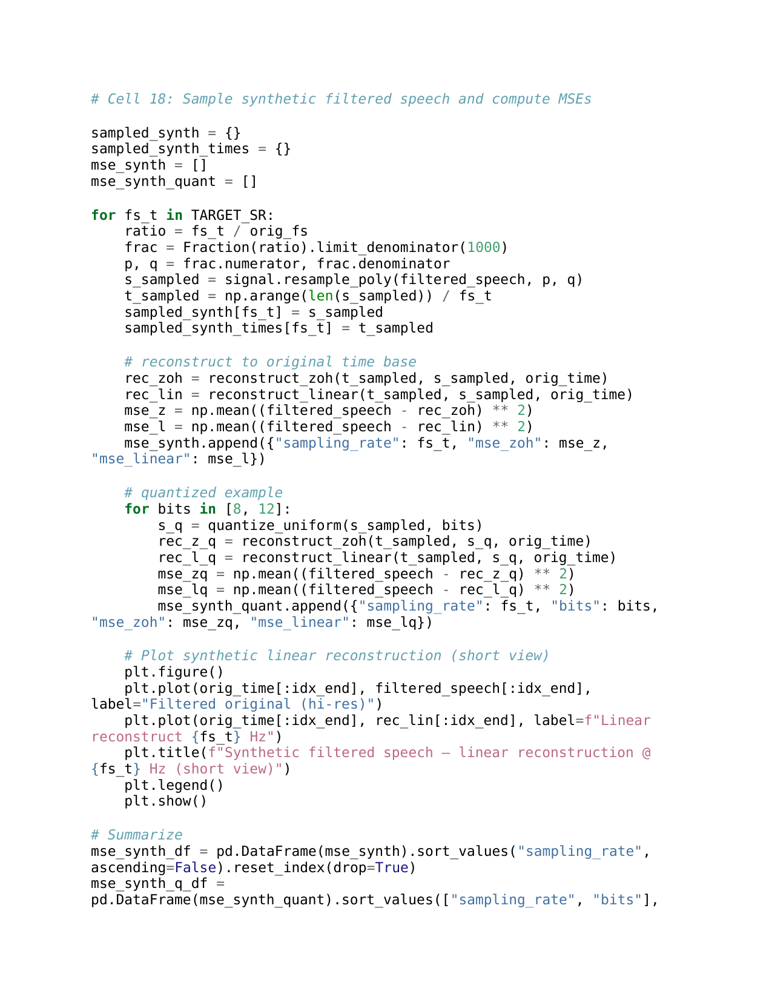 # Cell 18: Sample synthetic filtered speech and compute MSEs

sampled_synth = {}
sampled_synth_times = {}
mse_synth = []
mse_synth_quant = []

for fs_t in TARGET_SR:
    ratio = fs_t / orig_fs
    frac = Fraction(ratio).limit_denominator(1000)
    p, q = frac.numerator, frac.denominator
    s_sampled = signal.resample_poly(filtered_speech, p, q)
    t_sampled = np.arange(len(s_sampled)) / fs_t
    sampled_synth[fs_t] = s_sampled
    sampled_synth_times[fs_t] = t_sampled

    # reconstruct to original time base
    rec_zoh = reconstruct_zoh(t_sampled, s_sampled, orig_time)
    rec_lin = reconstruct_linear(t_sampled, s_sampled, orig_time)
    mse_z = np.mean((filtered_speech - rec_zoh) ** 2)
    mse_l = np.mean((filtered_speech - rec_lin) ** 2)
    mse_synth.append({"sampling_rate": fs_t, "mse_zoh": mse_z,
"mse_linear": mse_l})

    # quantized example
    for bits in [8, 12]:
        s_q = quantize_uniform(s_sampled, bits)
        rec_z_q = reconstruct_zoh(t_sampled, s_q, orig_time)
        rec_l_q = reconstruct_linear(t_sampled, s_q, orig_time)
        mse_zq = np.mean((filtered_speech - rec_z_q) ** 2)
        mse_lq = np.mean((filtered_speech - rec_l_q) ** 2)
        mse_synth_quant.append({"sampling_rate": fs_t, "bits": bits,
"mse_zoh": mse_zq, "mse_linear": mse_lq})

    # Plot synthetic linear reconstruction (short view)
    plt.figure()
    plt.plot(orig_time[:idx_end], filtered_speech[:idx_end],
label="Filtered original (hi-res)")
    plt.plot(orig_time[:idx_end], rec_lin[:idx_end], label=f"Linear
reconstruct {fs_t} Hz")
    plt.title(f"Synthetic filtered speech — linear reconstruction @
{fs_t} Hz (short view)")
    plt.legend()
    plt.show()

# Summarize
mse_synth_df = pd.DataFrame(mse_synth).sort_values("sampling_rate",
ascending=False).reset_index(drop=True)
mse_synth_q_df =
pd.DataFrame(mse_synth_quant).sort_values(["sampling_rate", "bits"],